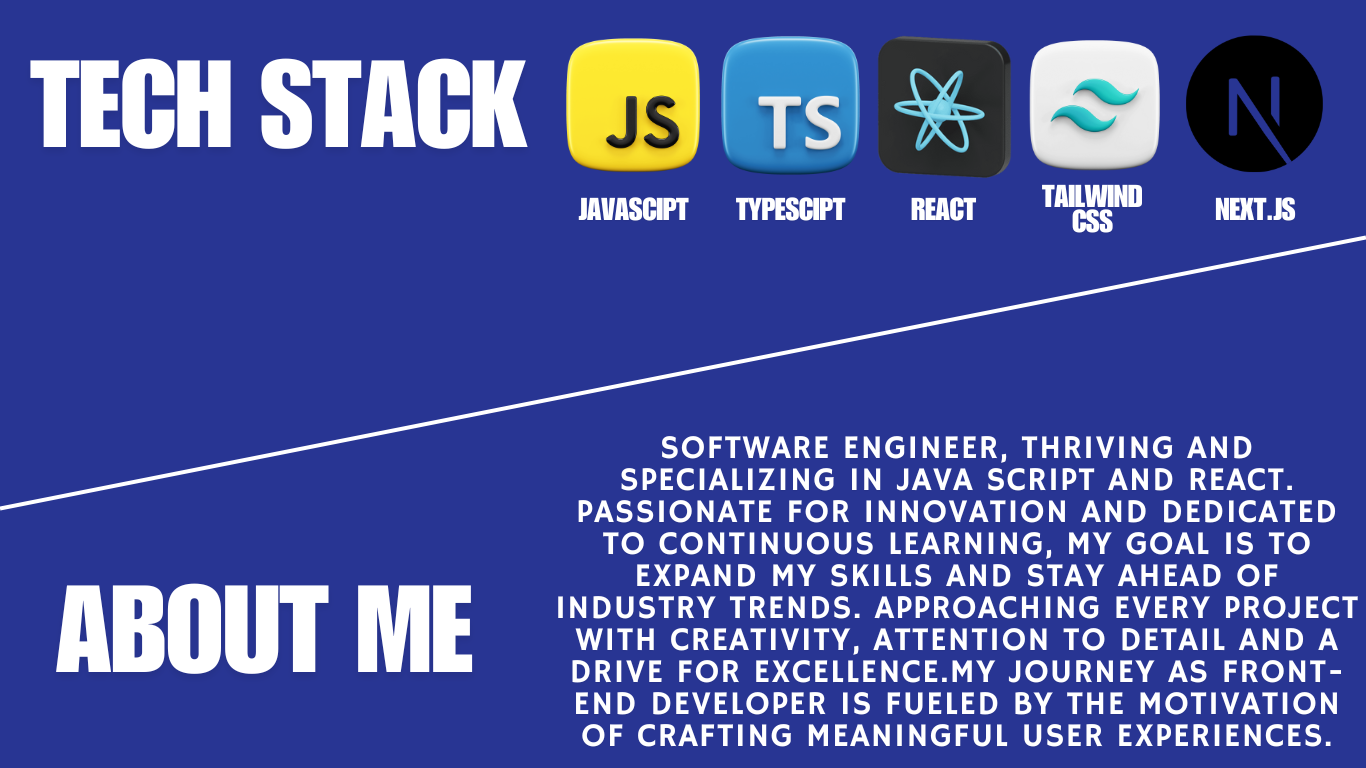 TECH STACK
JS
TS
N
JAVASCIPT
TYPESCIPT
REACT
TAILWIND
CSS
NEXT.JS
SOFTWARE ENGINEER, THRIVING AND
SPECIALIZING IN JAVA SCRIPT AND REACT.
PASSIONATE FOR INNOVATION AND DEDICATED
TO CONTINUOUS LEARNING, MY GOAL IS TO
EXPAND MY SKILLS AND STAY AHEAD OF
INDUSTRY TRENDS. APPROACHING EVERY PROJECT
WITH CREATIVITY, ATTENTION TO DETAIL AND A
DRIVE FOR EXCELLENCE.MY JOURNEY AS FRONT-
END DEVELOPER IS FUELED BY THE MOTIVATION
OF CRAFTING MEANINGFUL USER EXPERIENCES.
ABOUT ME